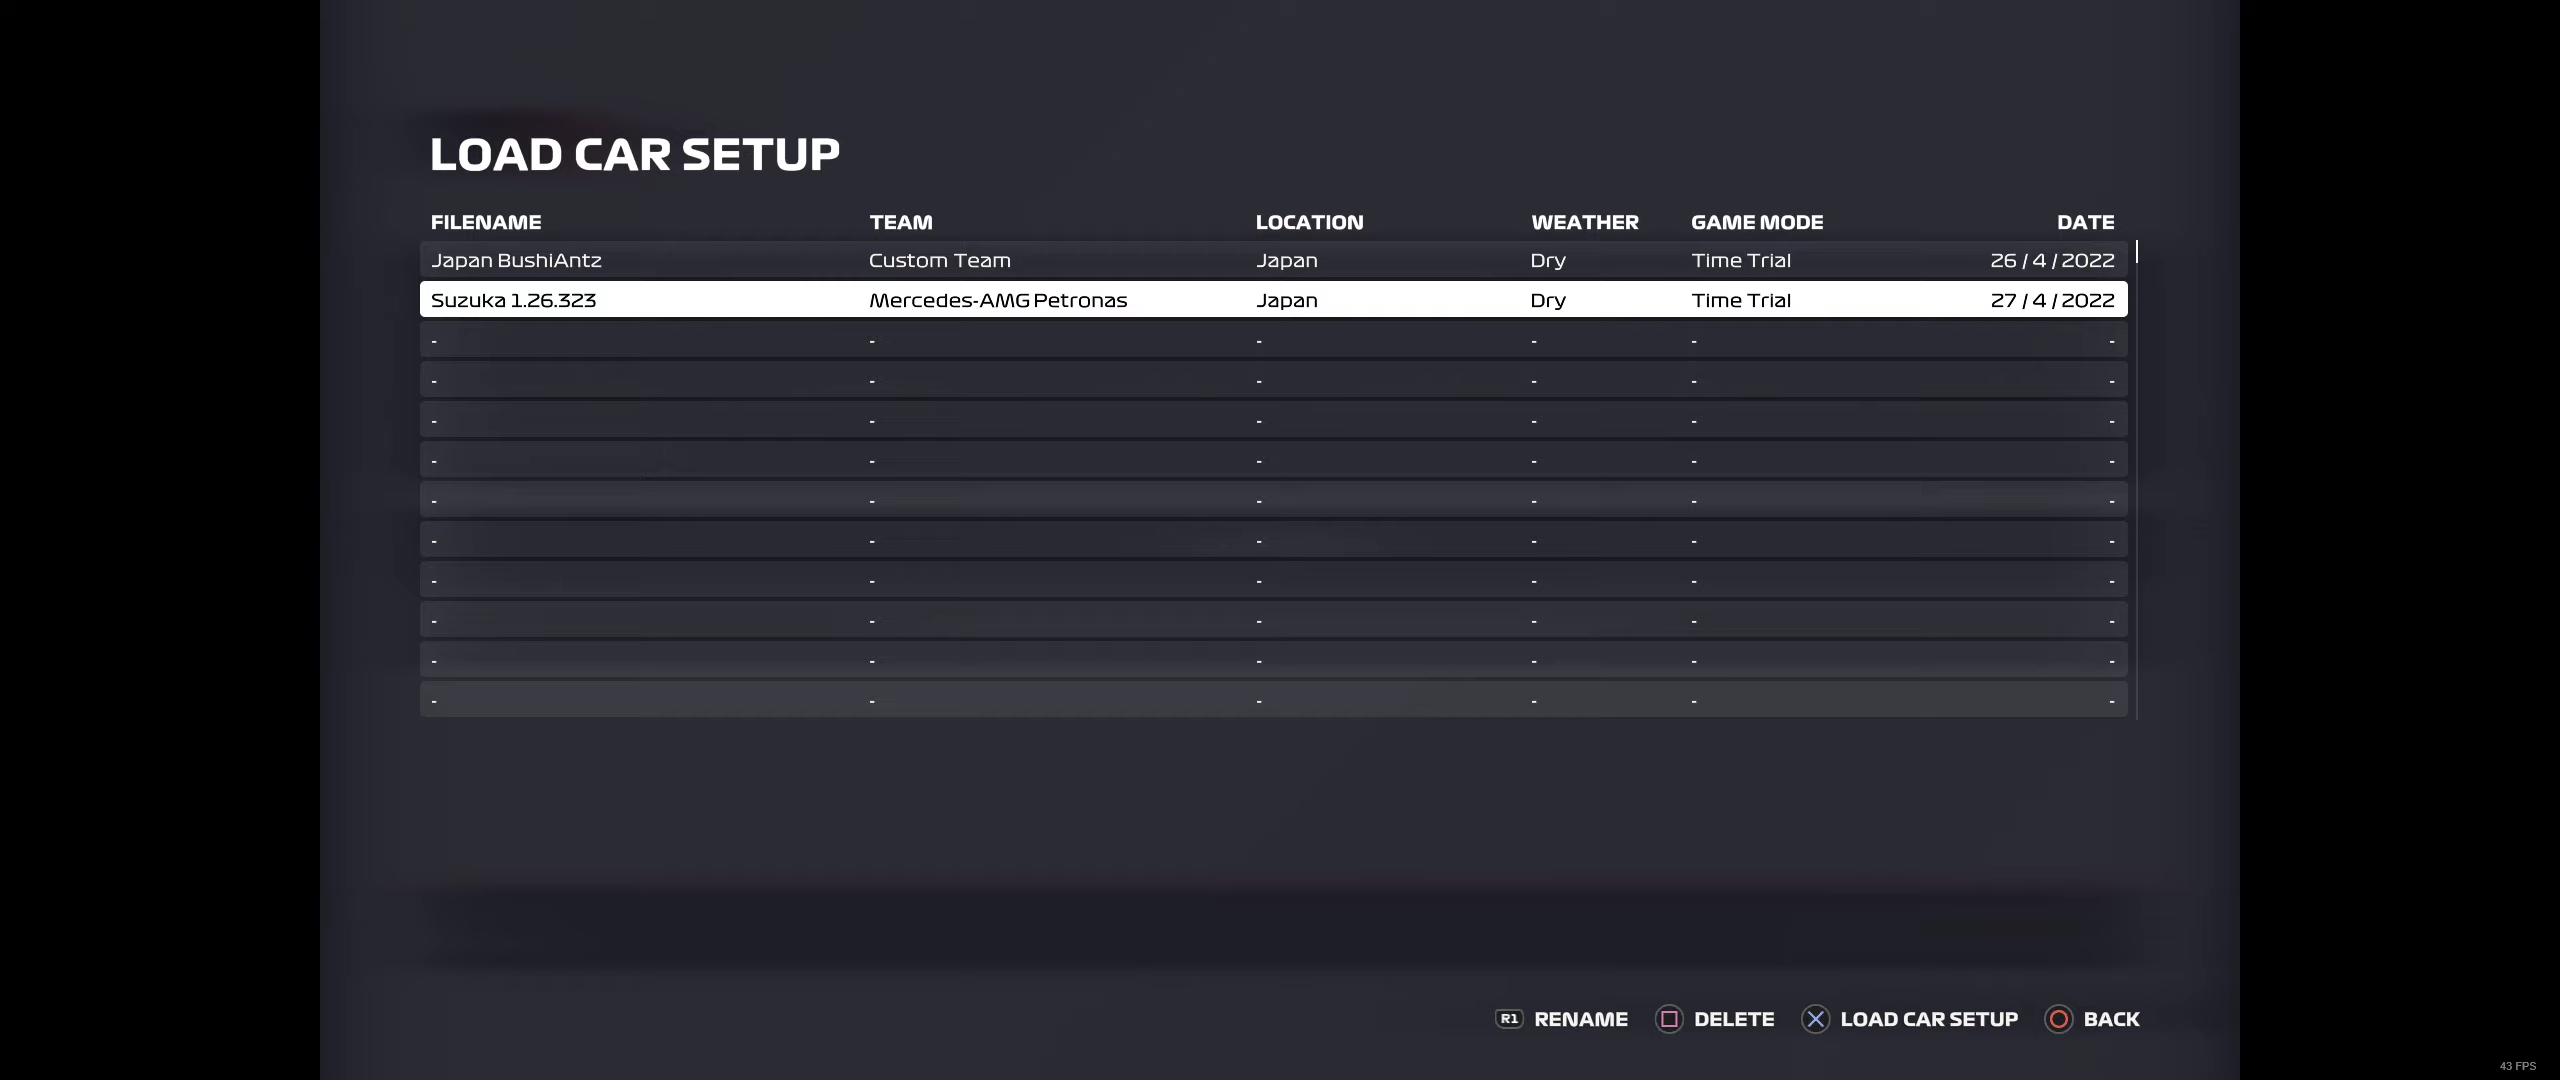 LOAD CAR SETUP
FILENAME TEAM LOCATION WEATHER GAME MODE DATE
Japan BushiAntz Custom Team Japan Dry Time Trial 26 / 4 / 2022
Suzuka 1.26.323 Mercedes-AMG Petronas Japan Dry Time Trial 27 / 4 / 2022
- - - - - -
- - - - - -
- - - - - -
- - - - - -
- - - - - -
- - - - - -
- - - - - -
- - - - - -
- - - - - -
- - - - - -
R1 RENAME DELETE LOAD CAR SETUP BACK
43 FPS